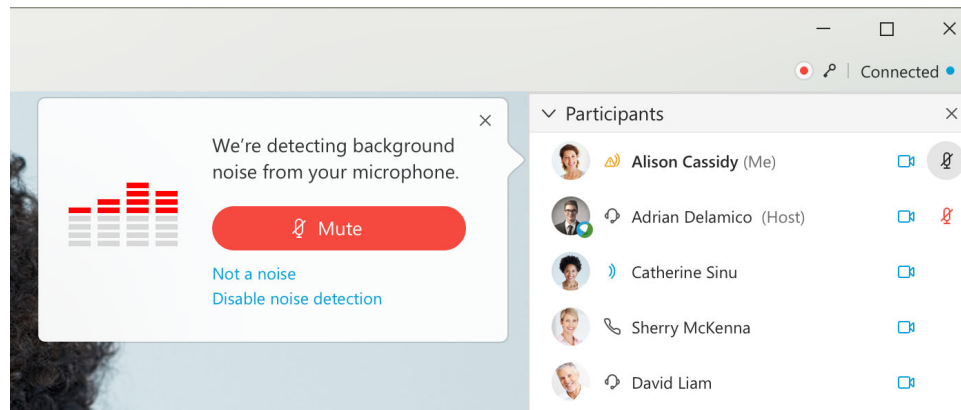 Connected
Participants
We're detecting background
noise from your microphone.
Mute
Not a noise
Disable noise detection
Alison Cassidy (Me)
Adrian Delamico (Host)
Catherine Sinu
Sherry McKenna
David Liam